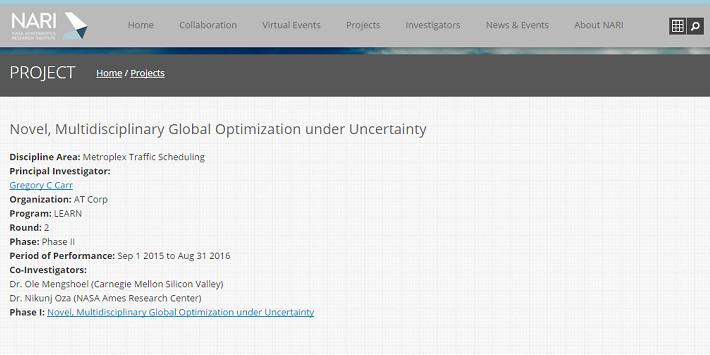 NARI
NASA AERONAUTICS
RESEARCH INSTITUTE
Home
Collaboration
Virtual Events
Projects
Investigators
News & Events
About NARI
PROJECT
Home / Projects
Novel, Multidisciplinary Global Optimization under Uncertainty
Discipline Area: Metroplex Traffic Scheduling
Principal Investigator:
Gregory C Carr
Organization: AT Corp
Program: LEARN
Round: 2
Phase: Phase II
Period of Performance: Sep 1 2015 to Aug 31 2016
Co-Investigators:
Dr. Ole Mengshoel (Carnegie Mellon Silicon Valley)
Dr. Nikunj Oza (NASA Ames Research Center)
Phase I: Novel, Multidisciplinary Global Optimization under Uncertainty